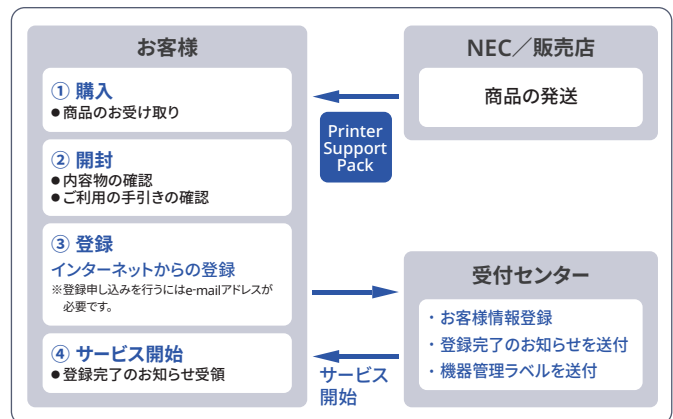 お客様
① 購入
●商品のお受け取り
② 開封
●内容物の確認
●ご利用の手引きの確認
③ 登録
インターネットからの登録
※登録申し込みを行うにはe-mailアドレスが
必要です。
④ サービス開始
●登録完了のお知らせ受領
Printer
Support
Pack
サービス
開始
NEC／販売店
商品の発送
受付センター
・お客様情報登録
・登録完了のお知らせを送付
・機器管理ラベルを送付